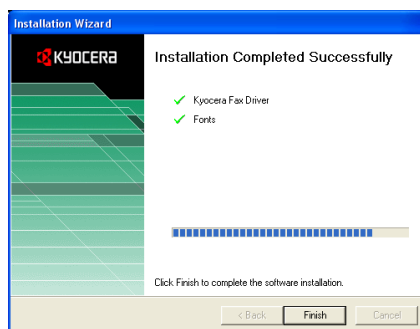 Installation Wizard
KYOCERA
Installation Completed Successfully
Kyocera Fax Driver
Fonts
Click Finish to complete the software installation.
< Back
Finish
Cancel